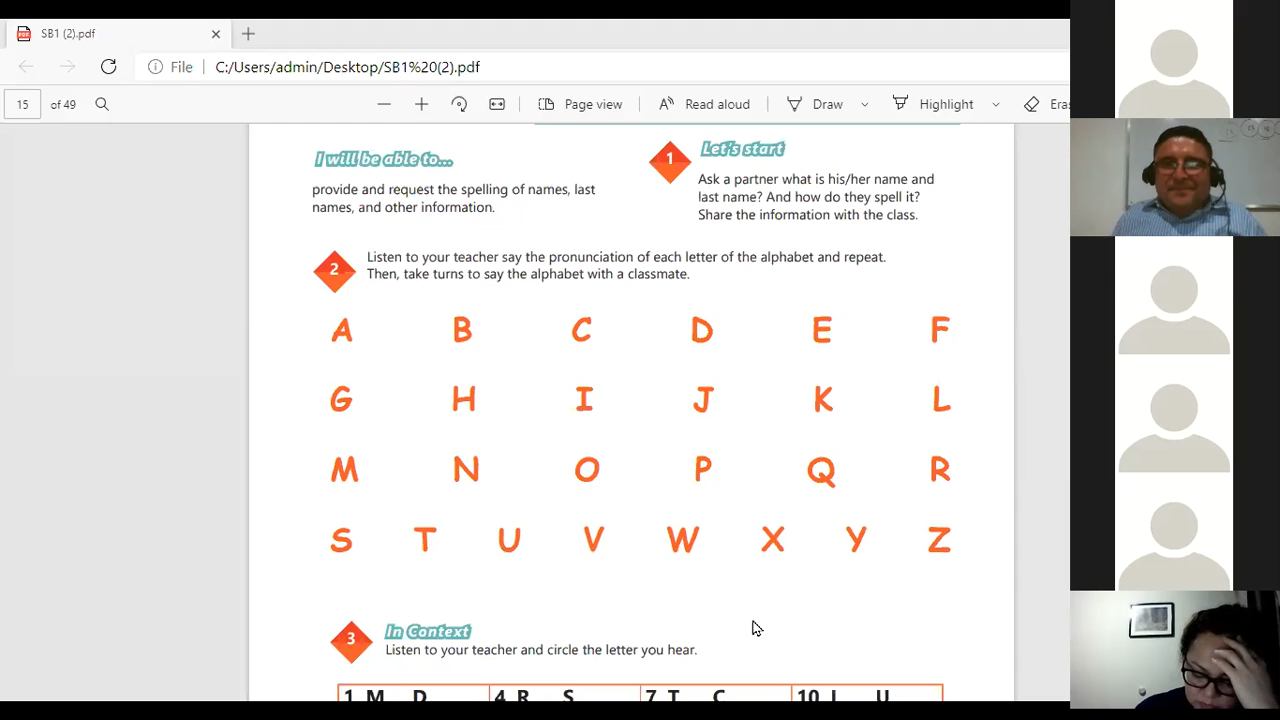 SB1 (2).pdf
File C:/Users/admin/Desktop/SB1%20(2).pdf
15 of 49 Page view Read aloud Draw Highlight
I will be able to...
provide and request the spelling of names, last
names, and other information.
1 Let's start
Ask a partner what is his/her name and
last name? And how do they spell it?
Share the information with the class.
2 Listen to your teacher say the pronunciation of each letter of the alphabet and repeat.
Then, take turns to say the alphabet with a classmate.
A B C D E F
G H I J K L
M N O P Q R
S T U V W X Y Z
3 In Context
Listen to your teacher and circle the letter you hear.
1 M D 4 R S 7 T C 10 U